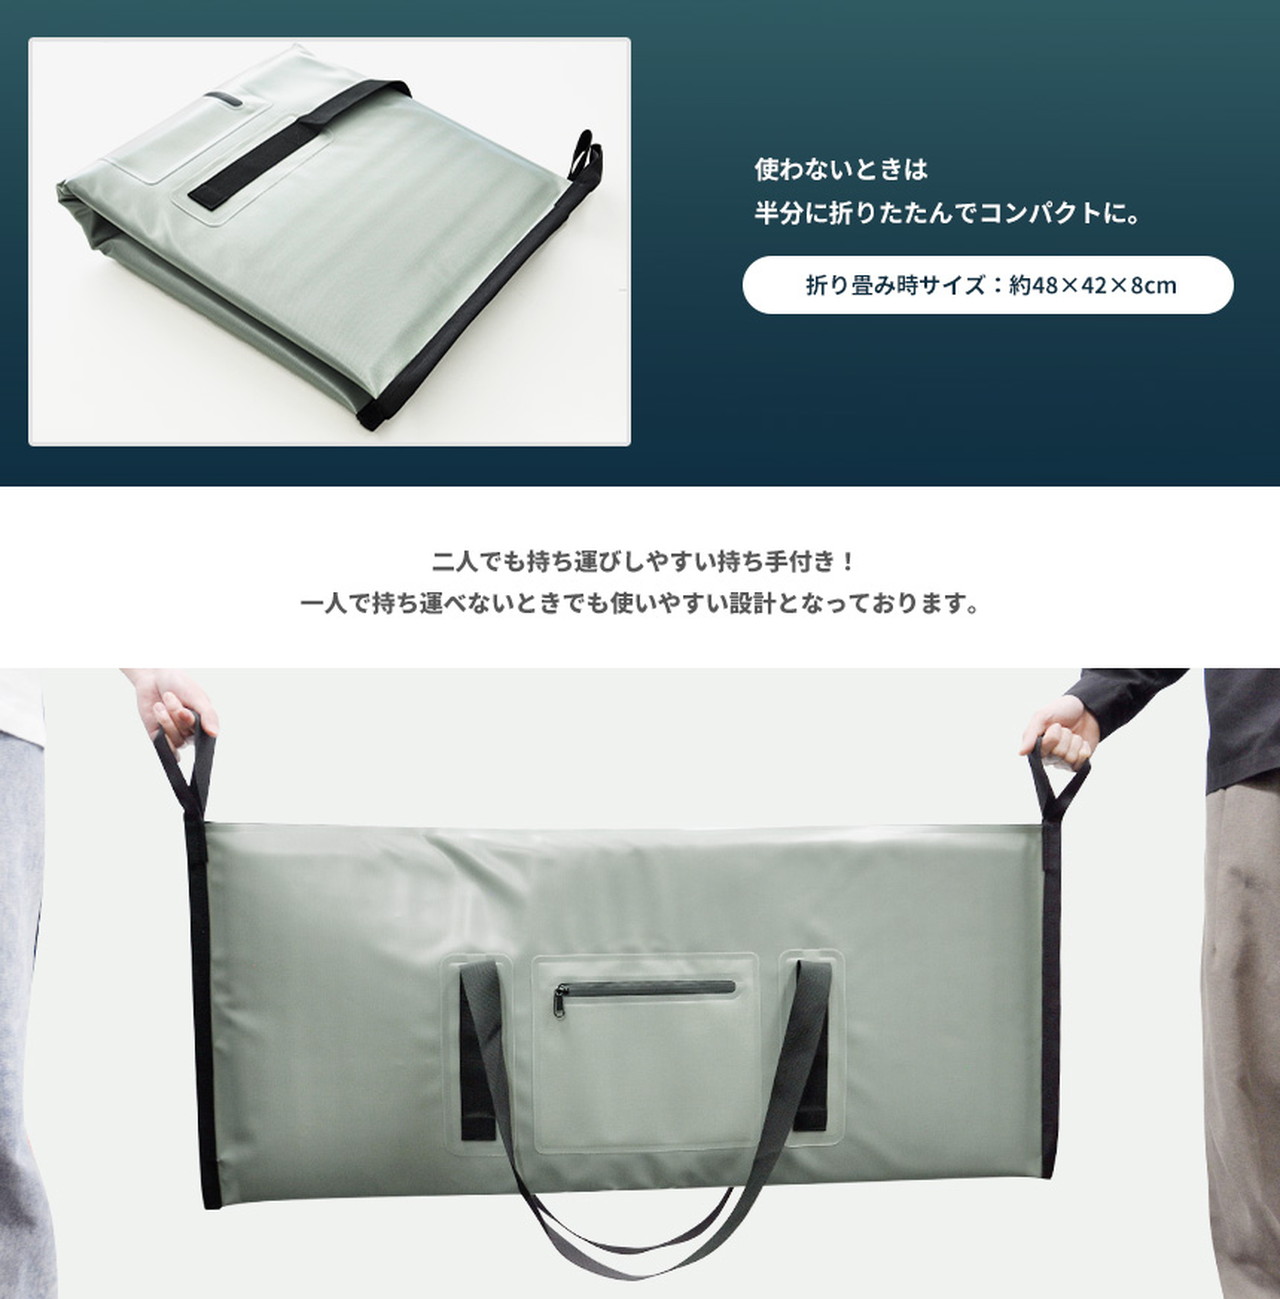 使わないときは
半分に折りたたんでコンパクトに。
折り畳み時サイズ：約48×42×8cm
二人でも持ち運びしやすい持ち手付き！
一人で持ち運べないときでも使いやすい設計となっております。